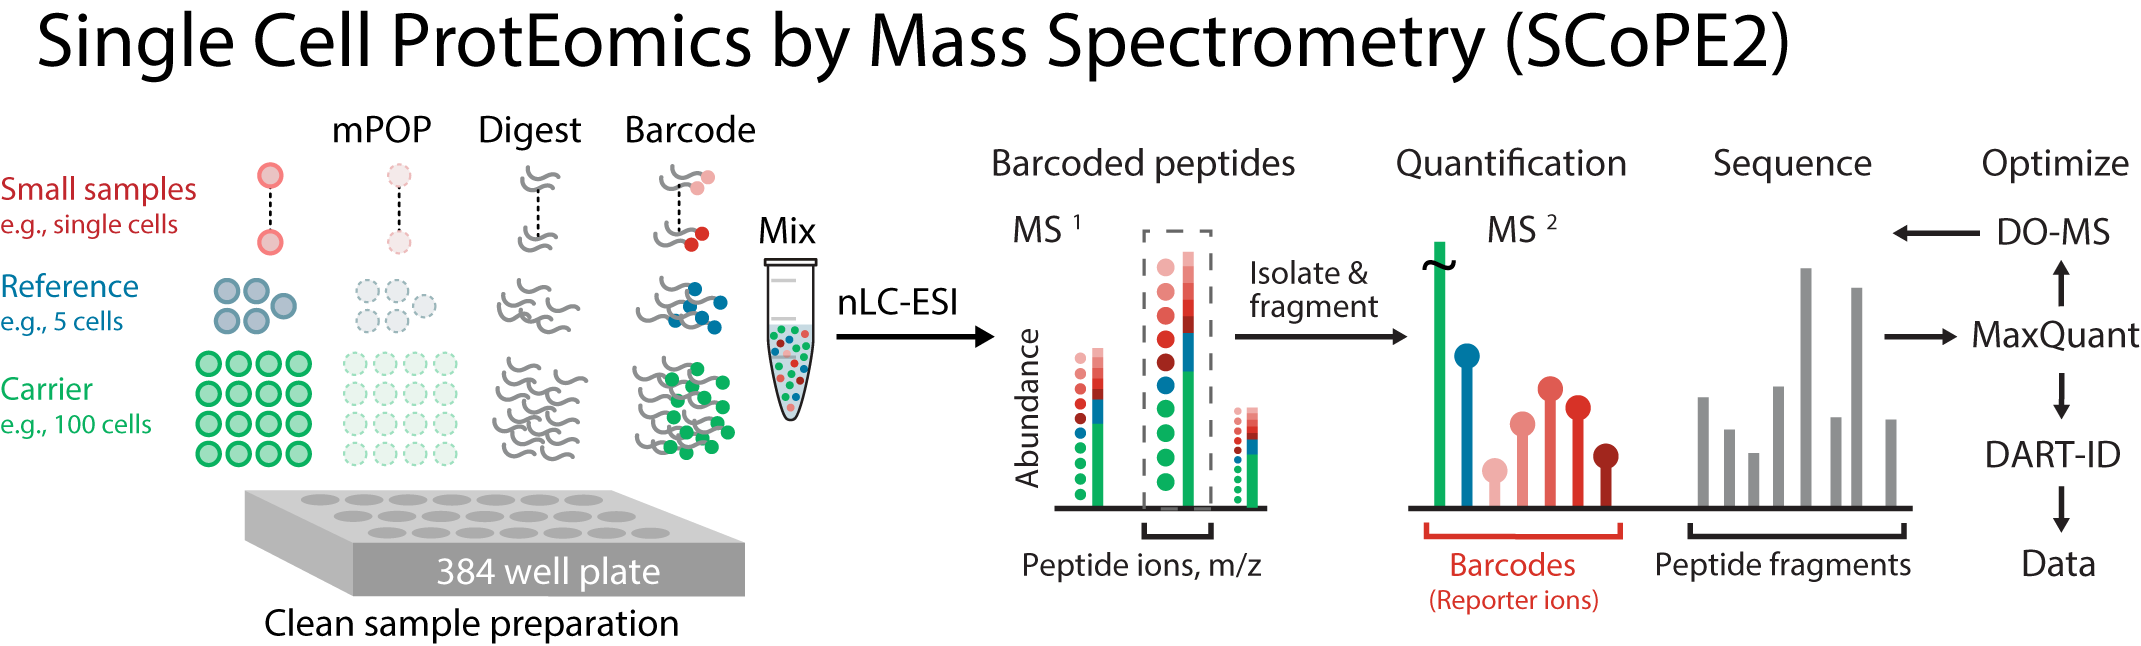 Single Cell ProtEomics by Mass Spectrometry (SCoPE2)
mPOP
Digest
Barcode
Small samples
e.g., single cells
Reference
e.g., 5 cells
Carrier
e.g., 100 cells
384 well plate
Clean sample preparation
Mix
nLC-ESI
Barcoded peptides
MS 1
Abundance
Peptide ions, m/z
Isolate &
fragment
Quantification
MS 2
~
Barcodes
(Reporter ions)
Sequence
Peptide fragments
Optimize
DO-MS
MaxQuant
DART-ID
Data